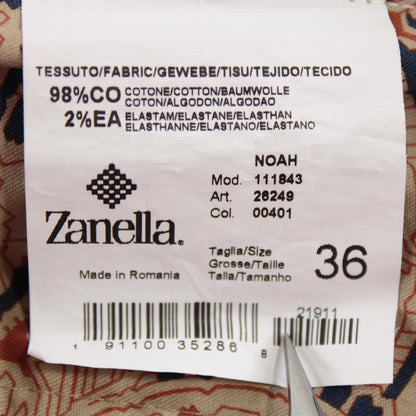 TESSUTO/FABRIC/GEWEBE/TISU/TEJIDO/TECIDO
98%CO COTONE/COTTON/BAUMWOLLE
COTON/ALGODON/ALGODAO
2%EA ELASTAM/ELASTANE/ELASTHAN
ELASTHANNE/ELASTANO/ELASTANO
NOAH
Mod. 111843
Art. 26249
Col. 00401
Zanella®
Made in Romania
Taglia/Size
Grosse/Taille
Talla/Tamanho
36
21911
1 91100 35286 8